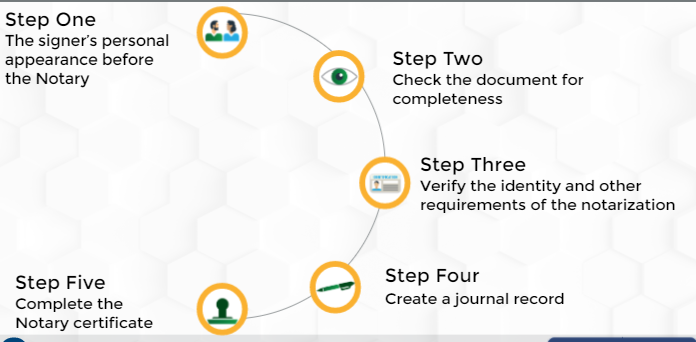 Step One
The signer's personal
appearance before
the Notary
Step Two
Check the document for
completeness
Step Three
Verify the identity and other
requirements of the notarization
Step Four
Create a journal record
Step Five
Complete the
Notary certificate